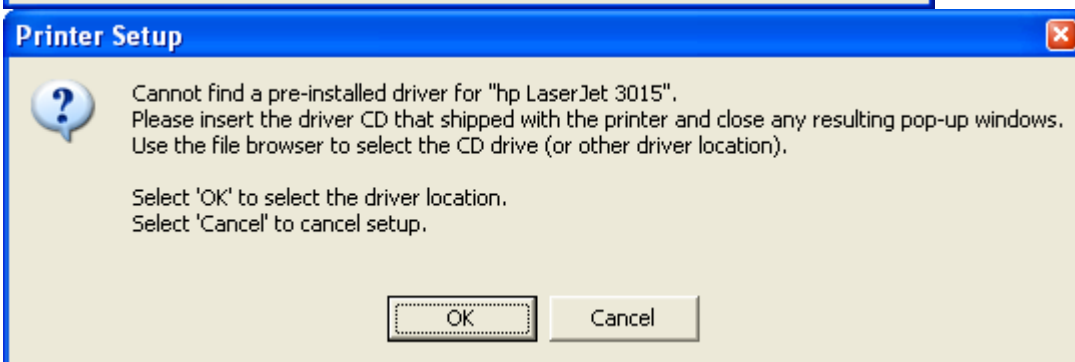 Printer Setup
Cannot find a pre-installed driver for "hp LaserJet 3015".
Please insert the driver CD that shipped with the printer and close any resulting pop-up windows.
Use the file browser to select the CD drive (or other driver location).
Select 'OK' to select the driver location.
Select 'Cancel' to cancel setup.
OK Cancel